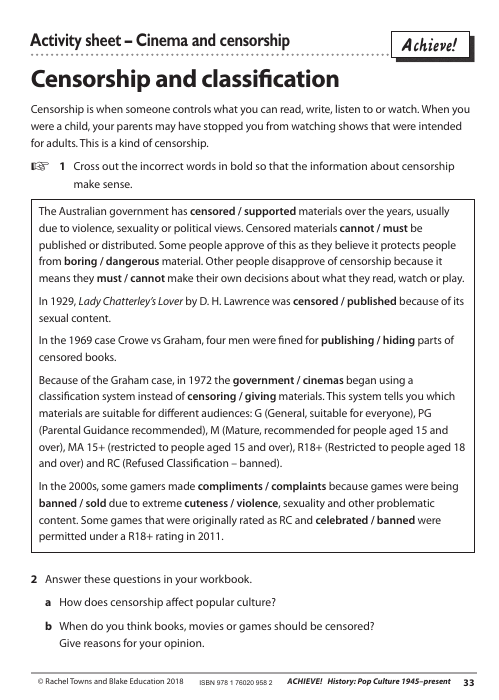 Activity sheet – Cinema and censorship
Achieve!
Censorship and classification
Censorship is when someone controls what you can read, write, listen to or watch. When you
were a child, your parents may have stopped you from watching shows that were intended
for adults. This is a kind of censorship.
1 Cross out the incorrect words in bold so that the information about censorship
make sense.
The Australian government has censored / supported materials over the years, usually
due to violence, sexuality or political views. Censored materials cannot / must be
published or distributed. Some people approve of this as they believe it protects people
from boring / dangerous material. Other people disapprove of censorship because it
means they must / cannot make their own decisions about what they read, watch or play.
In 1929, Lady Chatterley's Lover by D. H. Lawrence was censored / published because of its
sexual content.
In the 1969 case Crowe vs Graham, four men were fined for publishing / hiding parts of
censored books.
Because of the Graham case, in 1972 the government / cinemas began using a
classification system instead of censoring / giving materials. This system tells you which
materials are suitable for different audiences: G (General, suitable for everyone), PG
(Parental Guidance recommended), M (Mature, recommended for people aged 15 and
over), MA 15+ (restricted to people aged 15 and over), R18+ (Restricted to people aged 18
and over) and RC (Refused Classification – banned).
In the 2000s, some gamers made compliments / complaints because games were being
banned / sold due to extreme cuteness / violence, sexuality and other problematic
content. Some games that were originally rated as RC and celebrated / banned were
permitted under a R18+ rating in 2011.
2 Answer these questions in your workbook.
a How does censorship affect popular culture?
b When do you think books, movies or games should be censored?
Give reasons for your opinion.
© Rachel Towns and Blake Education 2018 ISBN 978 1 76020 958 2 ACHIEVE! History: Pop Culture 1945–present 33